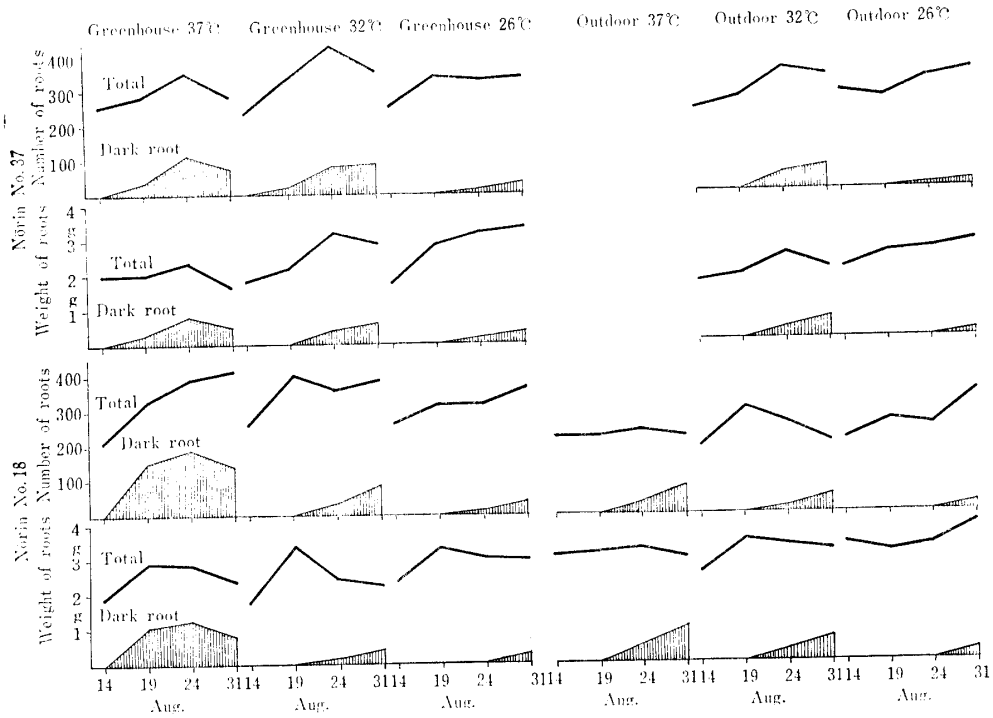 Greenhouse 37℃ Greenhouse 32℃ Greenhouse 26℃ Outdoor 37℃ Outdoor 32℃ Outdoor 26℃
Norin No.37
Number of roots
400
300
200
100
Total
Dark root
Weight of roots
4
g
3
2
g
1
Total
Dark root
Norin No.18
Number of roots
400
300
200
100
Total
Dark root
Weight of roots
4
g
3
2
g
1
Total
Dark root
14 19 24 31 14 19 24 31 14 19 24 31 14 19 24 31 14 19 24 31 14 19 24 31
Aug. Aug. Aug. Aug. Aug. Aug.